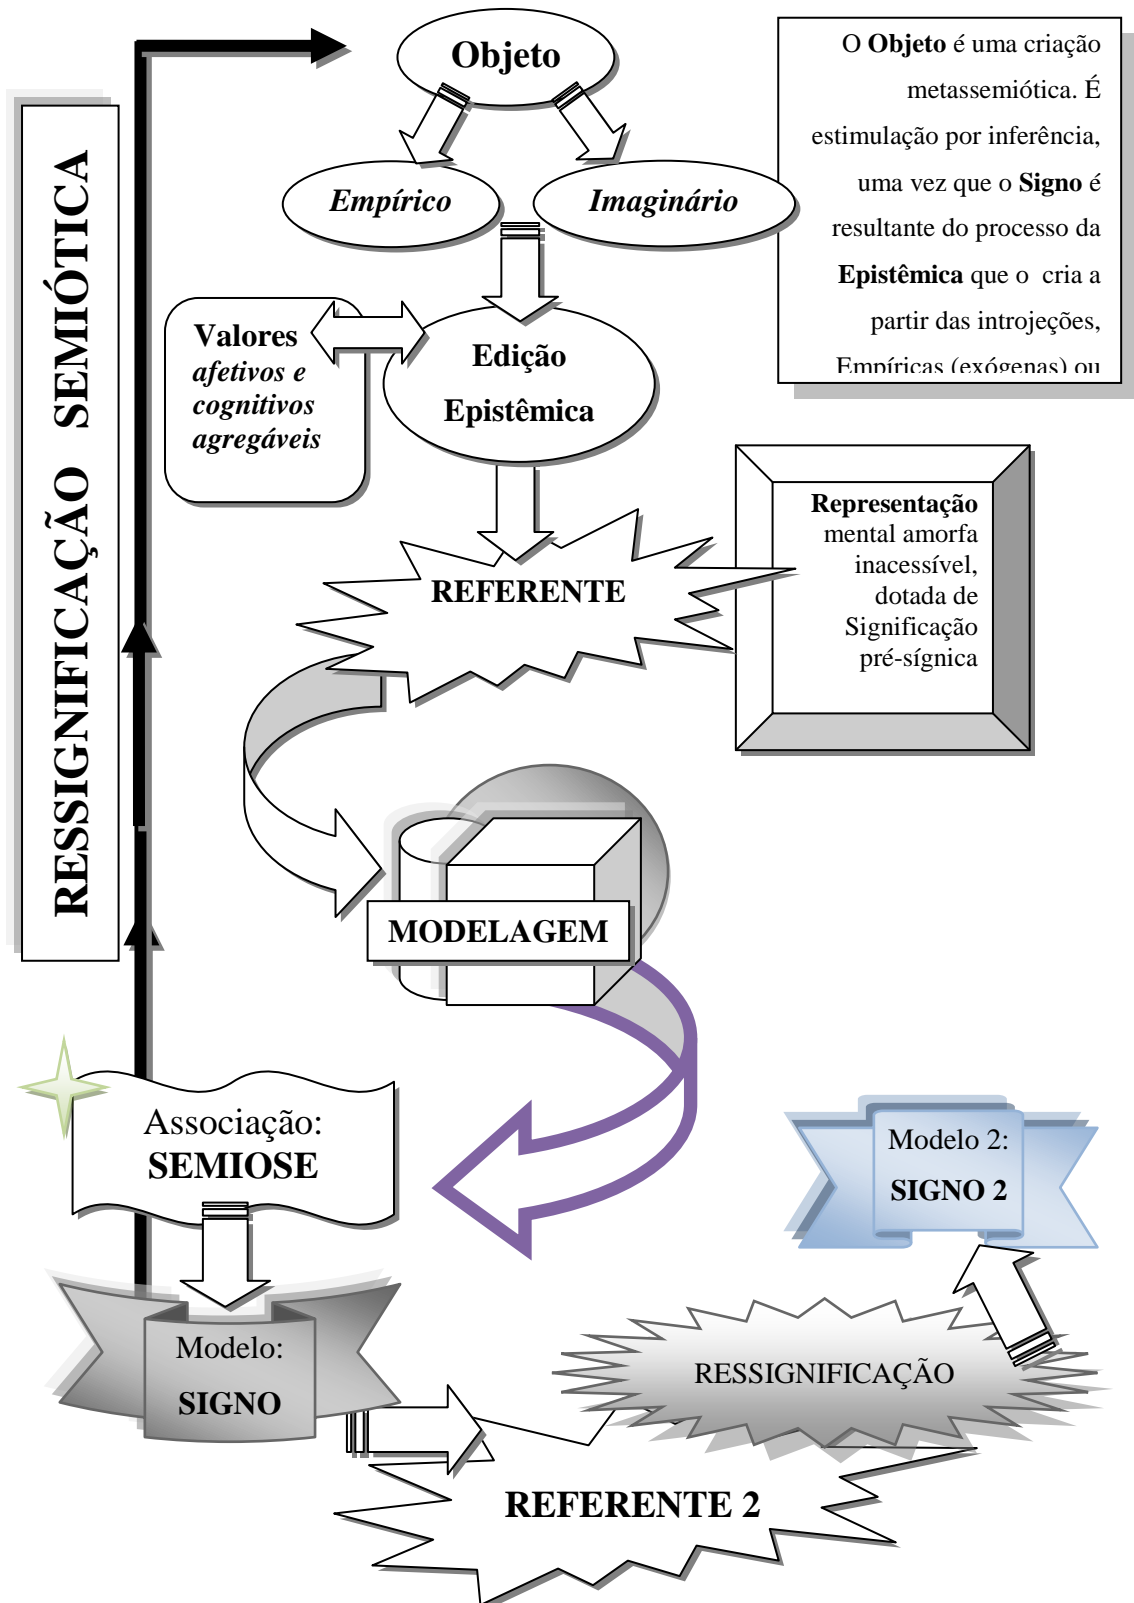 Objeto
O Objeto é uma criação
metassemiótica. É
estimulação por inferência,
uma vez que o Signo é
resultante do processo da
Epistêmica que o cria a
partir das introjeções,
Empíricas (exógenas) ou
Empírico
Imaginário
RESSIGNIFICAÇÃO SEMIÓTICA
Valores
afetivos e
cognitivos
agregáveis
Edição
Epistêmica
Representação
mental amorfa
inacessível,
dotada de
Significação
pré-sígnica
REFERENTE
MODELAGEM
Associação:
SEMIOSE
Modelo 2:
SIGNO 2
Modelo:
SIGNO
RESSIGNIFICAÇÃO
REFERENTE 2